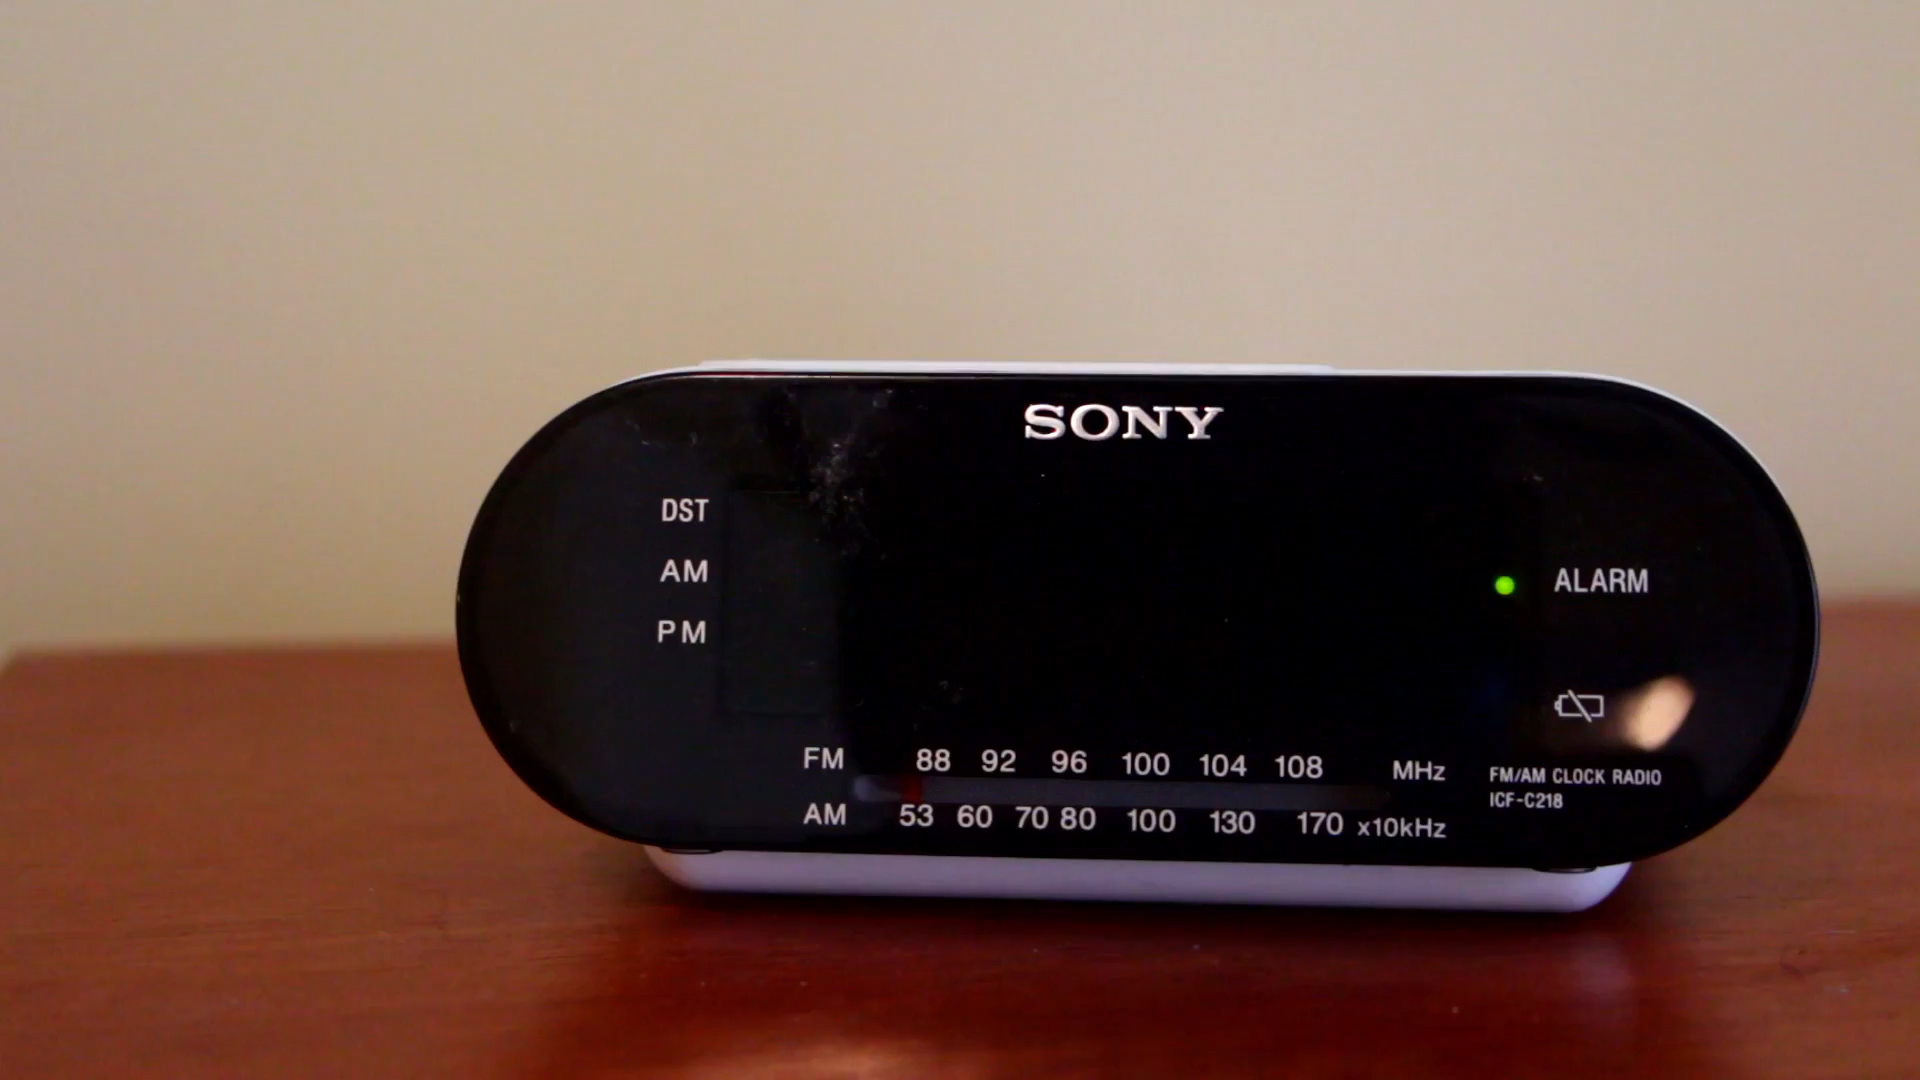 SONY
DST
AM
PM
ALARM
FM 88 92 96 100 104 108 MHz
AM 53 60 70 80 100 130 170 x10kHz
FM/AM CLOCK RADIO
ICF-C218